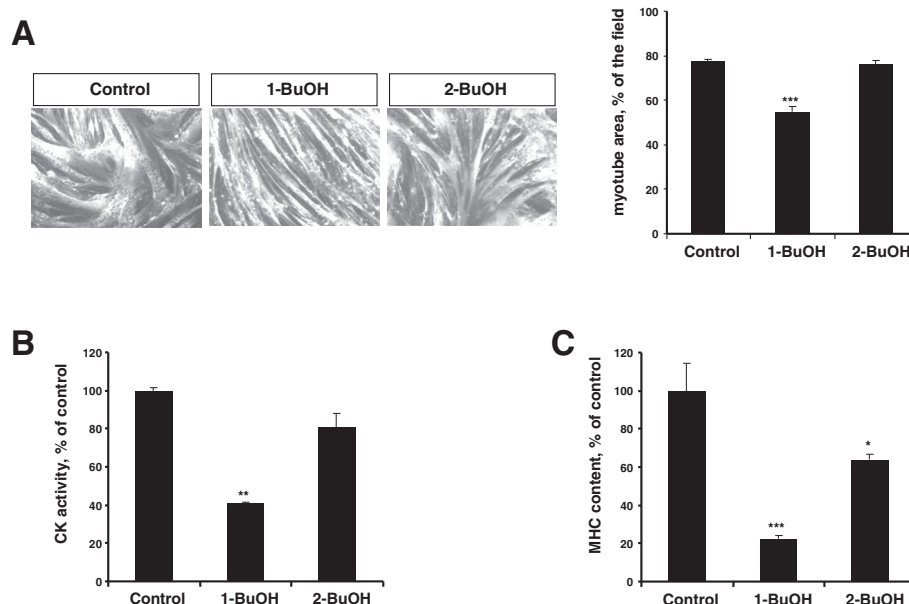 A
Control
1-BuOH
2-BuOH
myotube area, % of the field
100
80
60
40
20
0
***
Control
1-BuOH
2-BuOH
B
CK activity, % of control
120
100
80
60
40
20
0
**
Control
1-BuOH
2-BuOH
C
MHC content, % of control
120
100
80
60
40
20
0
***
*
Control
1-BuOH
2-BuOH